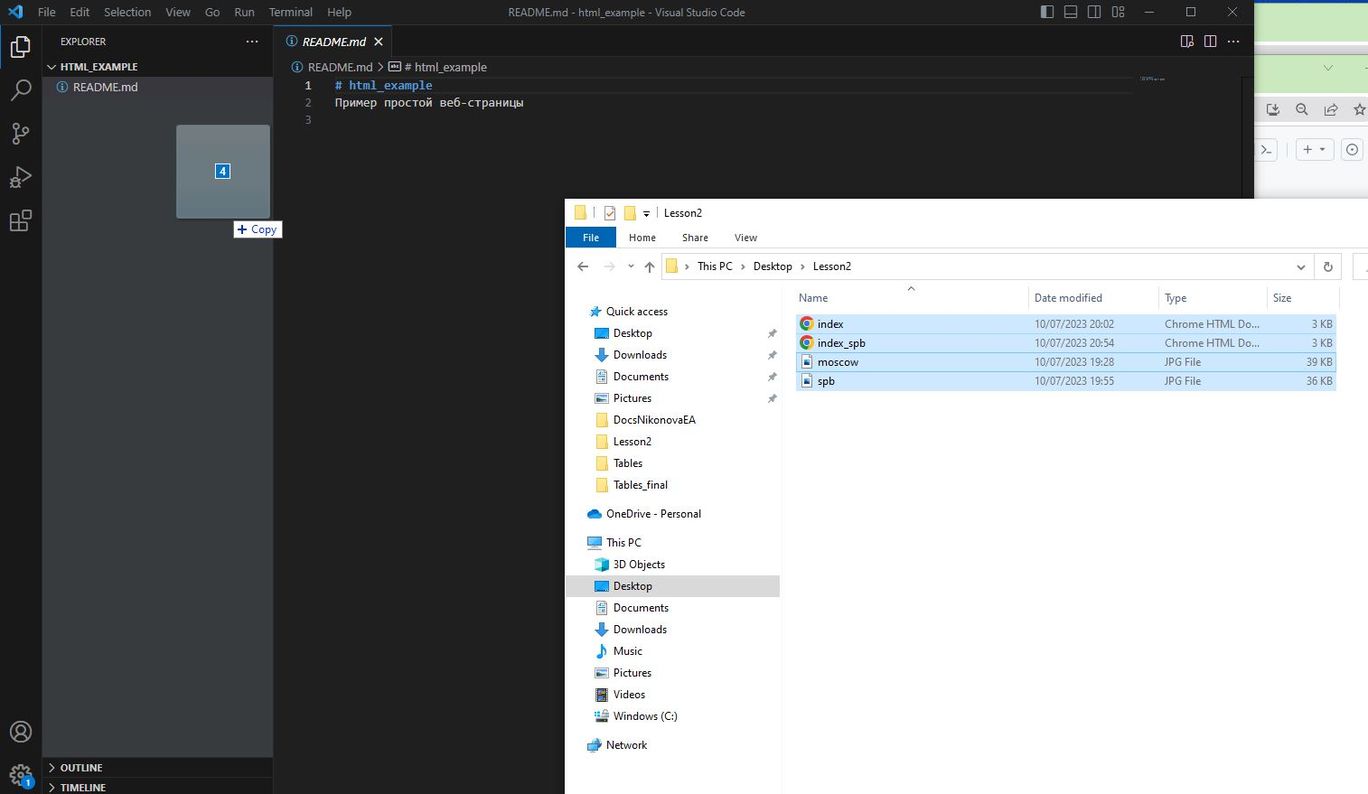 File Edit Selection View Go Run Terminal Help
README.md - html_example - Visual Studio Code
EXPLORER
HTML_EXAMPLE
README.md
4
Copy
OUTLINE
TIMELINE
1
README.md
README.md > # html_example
1 # html_example
2 Пример простой веб-страницы
3
Lesson2
File Home Share View
This PC > Desktop > Lesson2
Quick access
Desktop
Downloads
Documents
Pictures
DocsNikonovaEA
Lesson2
Tables
Tables_final
OneDrive - Personal
This PC
3D Objects
Desktop
Documents
Downloads
Music
Pictures
Videos
Windows (C:)
Network
Name Date modified Type Size
index 10/07/2023 20:02 Chrome HTML Do... 3 KB
index_spb 10/07/2023 20:54 Chrome HTML Do... 3 KB
moscow 10/07/2023 19:28 JPG File 39 KB
spb 10/07/2023 19:55 JPG File 36 KB